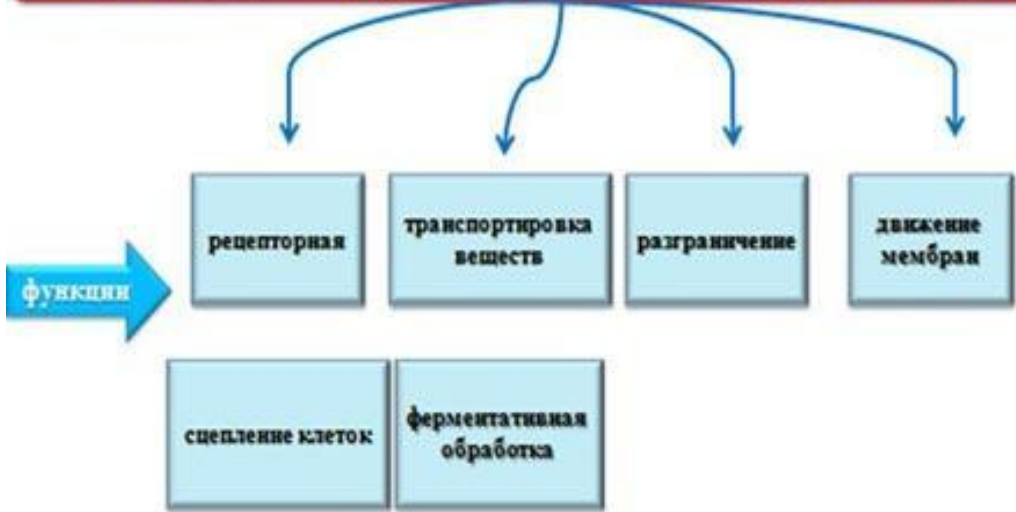 рецепторная
транспортировка
веществ
разграничение
движение
мембран
функции
сцепление клеток
ферментативная
обработка